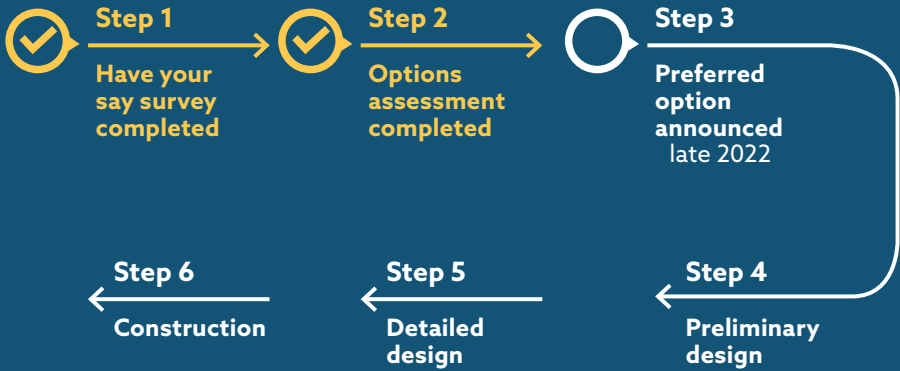 Step 1
Have your
say survey
completed
Step 2
Options
assessment
completed
Step 3
Preferred
option
announced
late 2022
Step 4
Preliminary
design
Step 5
Detailed
design
Step 6
Construction